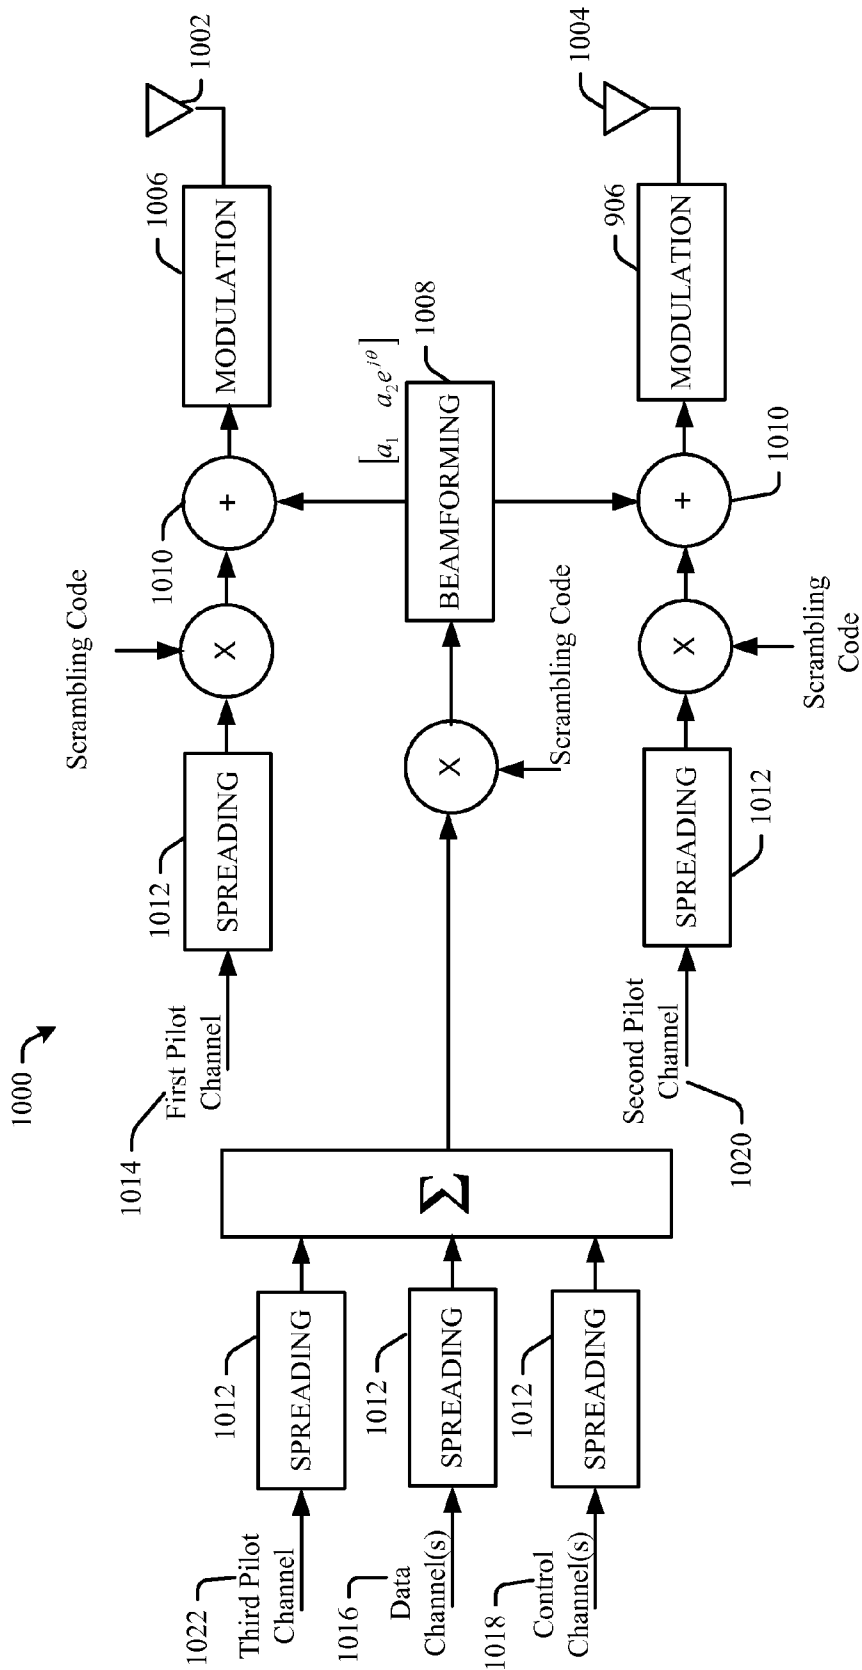 1000
1002
1006
MODULATION
1010
+
Scrambling Code
X
1012
SPREADING
1014
First Pilot
Channel
[a₁ a₂e^{jθ}]
1008
BEAMFORMING
X
Scrambling Code
Σ
1022
Third Pilot
Channel
1012
SPREADING
1016
Data
Channel(s)
1012
SPREADING
1018
Control
Channel(s)
1012
SPREADING
1004
906
MODULATION
1010
+
X
Scrambling
Code
1012
SPREADING
Second Pilot
Channel
1020